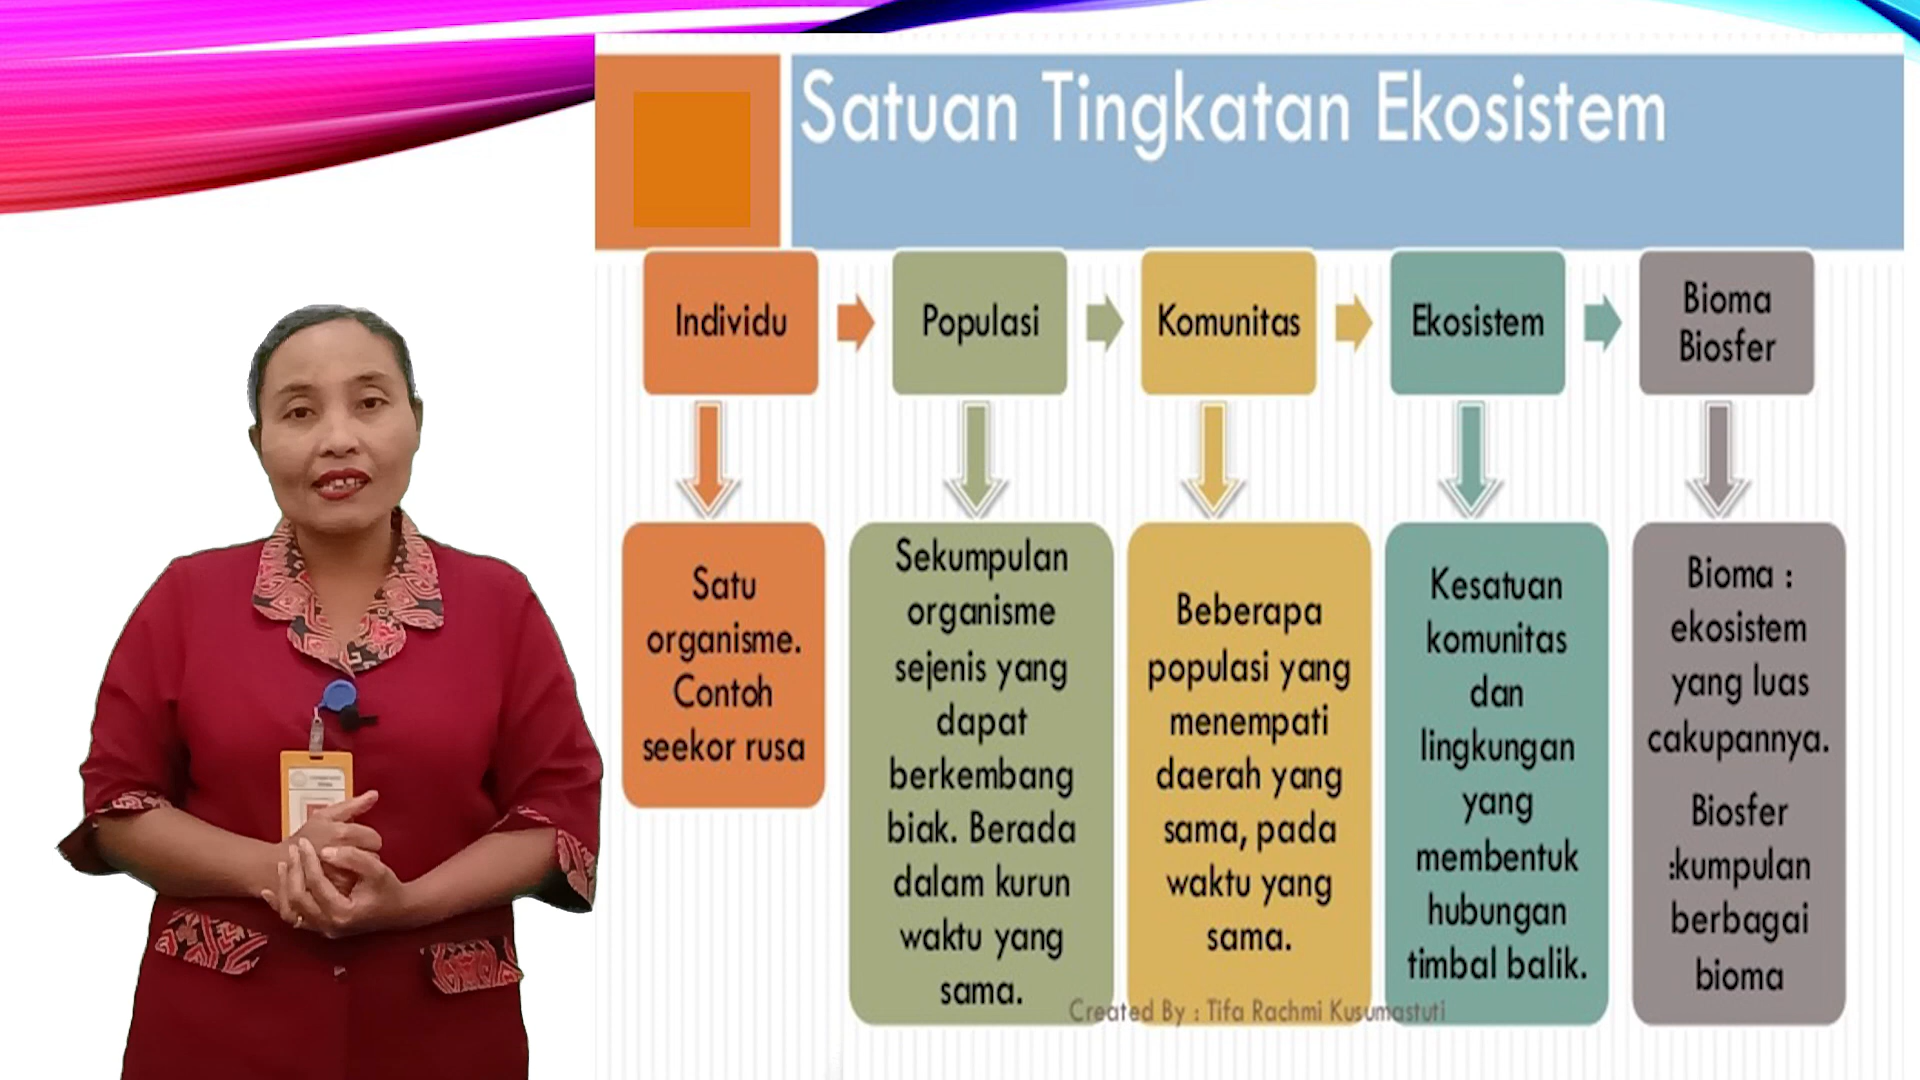 Satuan Tingkatan Ekosistem
Individu
Populasi
Komunitas
Ekosistem
Bioma
Biosfer
Satu
organisme.
Contoh
seekor rusa
Sekumpulan
organisme
sejenis yang
dapat
berkembang
biak. Berada
dalam kurun
waktu yang
sama.
Beberapa
populasi yang
menempati
daerah yang
sama, pada
waktu yang
sama.
Kesatuan
komunitas
dan
lingkungan
yang
membentuk
hubungan
timbal balik.
Bioma :
ekosistem
yang luas
cakupannya.
Biosfer
:kumpulan
berbagai
bioma
Created By : Tifa Rachmi Kusumastuti